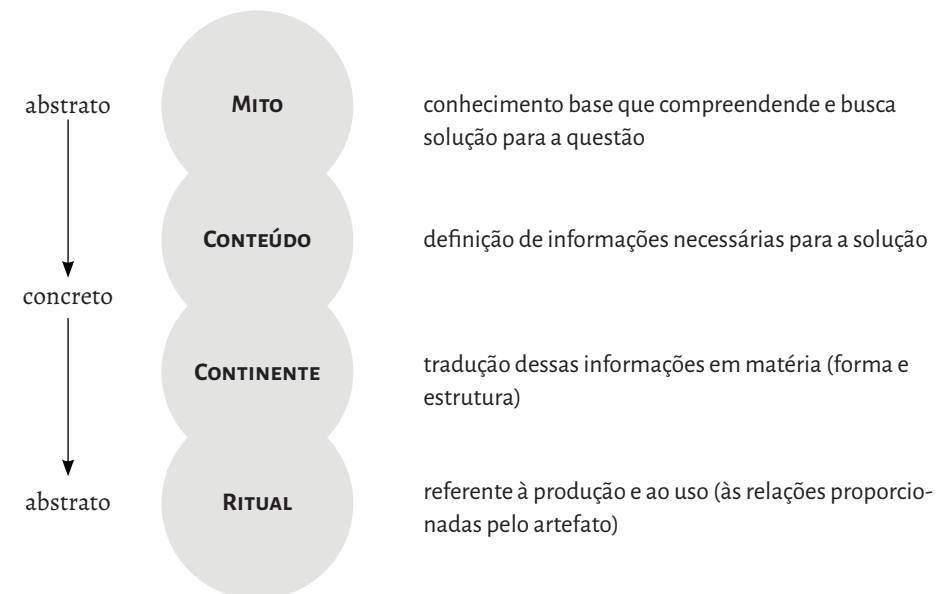 abstrato
MITO
conhecimento base que compreendende e busca
solução para a questão
CONTEÚDO
definição de informações necessárias para a solução
concreto
CONTINENTE
tradução dessas informações em matéria (forma e
estrutura)
abstrato
RITUAL
referente à produção e ao uso (às relações proporcio-
nadas pelo artefato)